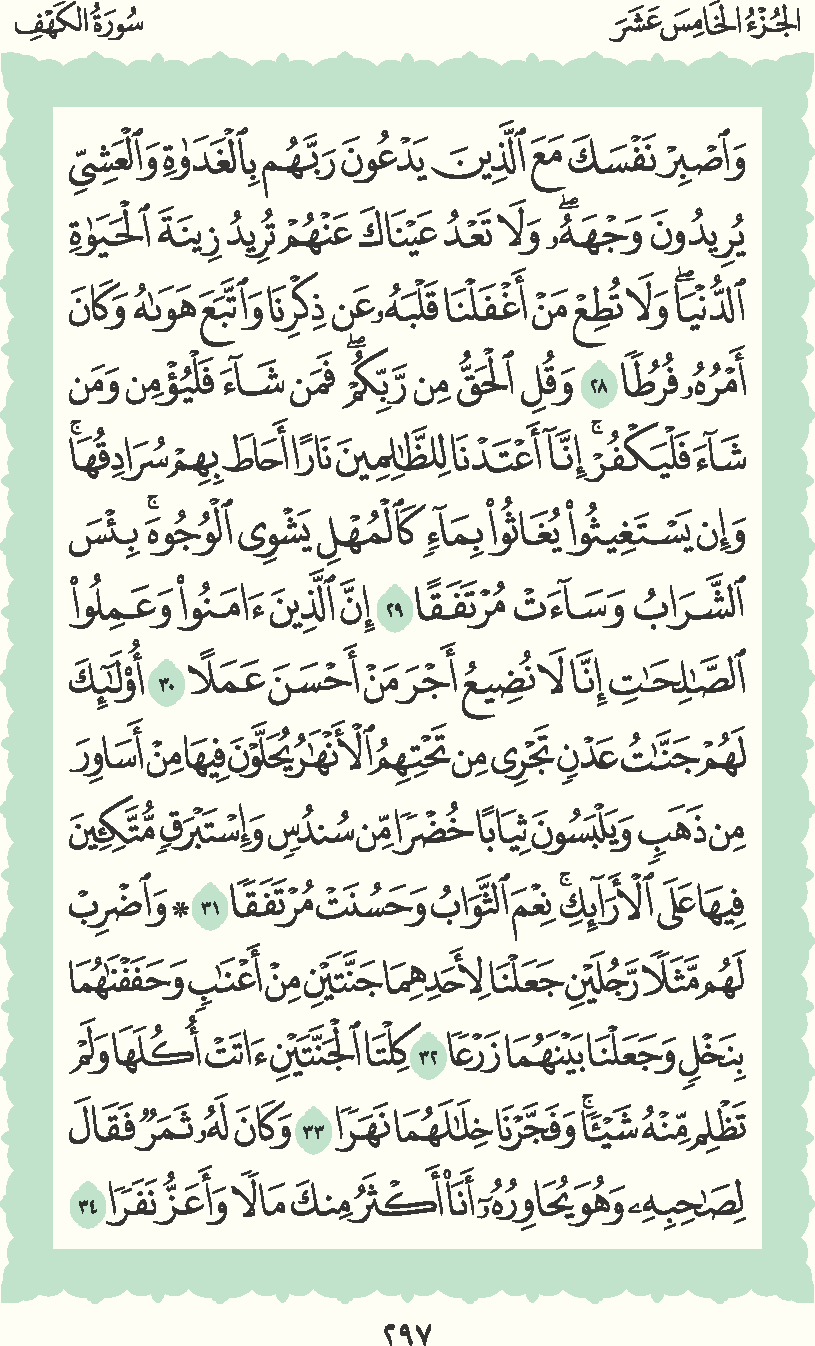 الجُزْءُ الخَامِسَ عَشَرَ
سُورَةُ الكَهْفِ
وَٱصْبِرْ نَفْسَكَ مَعَ ٱلَّذِينَ يَدْعُونَ رَبَّهُم بِٱلْغَدَوٰةِ وَٱلْعَشِىِّ
يُرِيدُونَ وَجْهَهُۥۖ وَلَا تَعْدُ عَيْنَاكَ عَنْهُمْ تُرِيدُ زِينَةَ ٱلْحَيَوٰةِ
ٱلدُّنْيَاۖ وَلَا تُطِعْ مَنْ أَغْفَلْنَا قَلْبَهُۥ عَن ذِكْرِنَا وَٱتَّبَعَ هَوَىٰهُ وَكَانَ
أَمْرُهُۥ فُرُطًا ٢٨ وَقُلِ ٱلْحَقُّ مِن رَّبِّكُمْۖ فَمَن شَآءَ فَلْيُؤْمِن وَمَن
شَآءَ فَلْيَكْفُرْۚ إِنَّآ أَعْتَدْنَا لِلظَّٰلِمِينَ نَارًا أَحَاطَ بِهِمْ سُرَادِقُهَاۚ
وَإِن يَسْتَغِيثُوا۟ يُغَاثُوا۟ بِمَآءٍ كَٱلْمُهْلِ يَشْوِى ٱلْوُجُوهَۚ بِئْسَ
ٱلشَّرَابُ وَسَآءَتْ مُرْتَفَقًا ٢٩ إِنَّ ٱلَّذِينَ ءَامَنُوا۟ وَعَمِلُوا۟
ٱلصَّٰلِحَٰتِ إِنَّا لَا نُضِيعُ أَجْرَ مَنْ أَحْسَنَ عَمَلًا ٣٠ أُو۟لَٰٓئِكَ
لَهُمْ جَنَّٰتُ عَدْنٍ تَجْرِى مِن تَحْتِهِمُ ٱلْأَنْهَٰرُ يُحَلَّوْنَ فِيهَا مِنْ أَسَاوِرَ
مِن ذَهَبٍ وَيَلْبَسُونَ ثِيَابًا خُضْرًا مِّن سُندُسٍ وَإِسْتَبْرَقٍ مُّتَّكِـِٔينَ
فِيهَا عَلَى ٱلْأَرَآئِكِۚ نِعْمَ ٱلثَّوَابُ وَحَسُنَتْ مُرْتَفَقًا ٣١ * وَٱضْرِبْ
لَهُم مَّثَلًا رَّجُلَيْنِ جَعَلْنَا لِأَحَدِهِمَا جَنَّتَيْنِ مِنْ أَعْنَٰبٍ وَحَفَفْنَٰهُمَا
بِنَخْلٍ وَجَعَلْنَا بَيْنَهُمَا زَرْعًا ٣٢ كِلْتَا ٱلْجَنَّتَيْنِ ءَاتَتْ أُكُلَهَا وَلَمْ
تَظْلِم مِّنْهُ شَيْـًٔاۚ وَفَجَّرْنَا خِلَٰلَهُمَا نَهَرًا ٣٣ وَكَانَ لَهُۥ ثَمَرٌ فَقَالَ
لِصَٰحِبِهِۦ وَهُوَ يُحَاوِرُهُۥٓ أَنَا۠ أَكْثَرُ مِنكَ مَالًا وَأَعَزُّ نَفَرًا ٣٤
٢٩٧